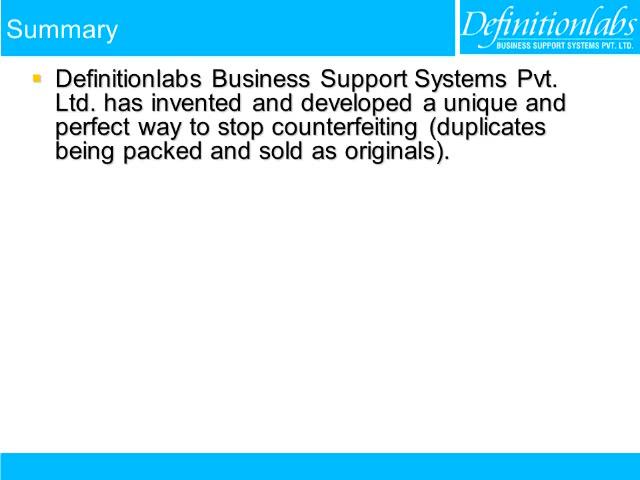 Summary
Definitionlabs
BUSINESS SUPPORT SYSTEMS PVT. LTD.
Definitionlabs Business Support Systems Pvt.
Ltd. has invented and developed a unique and
perfect way to stop counterfeiting (duplicates
being packed and sold as originals).